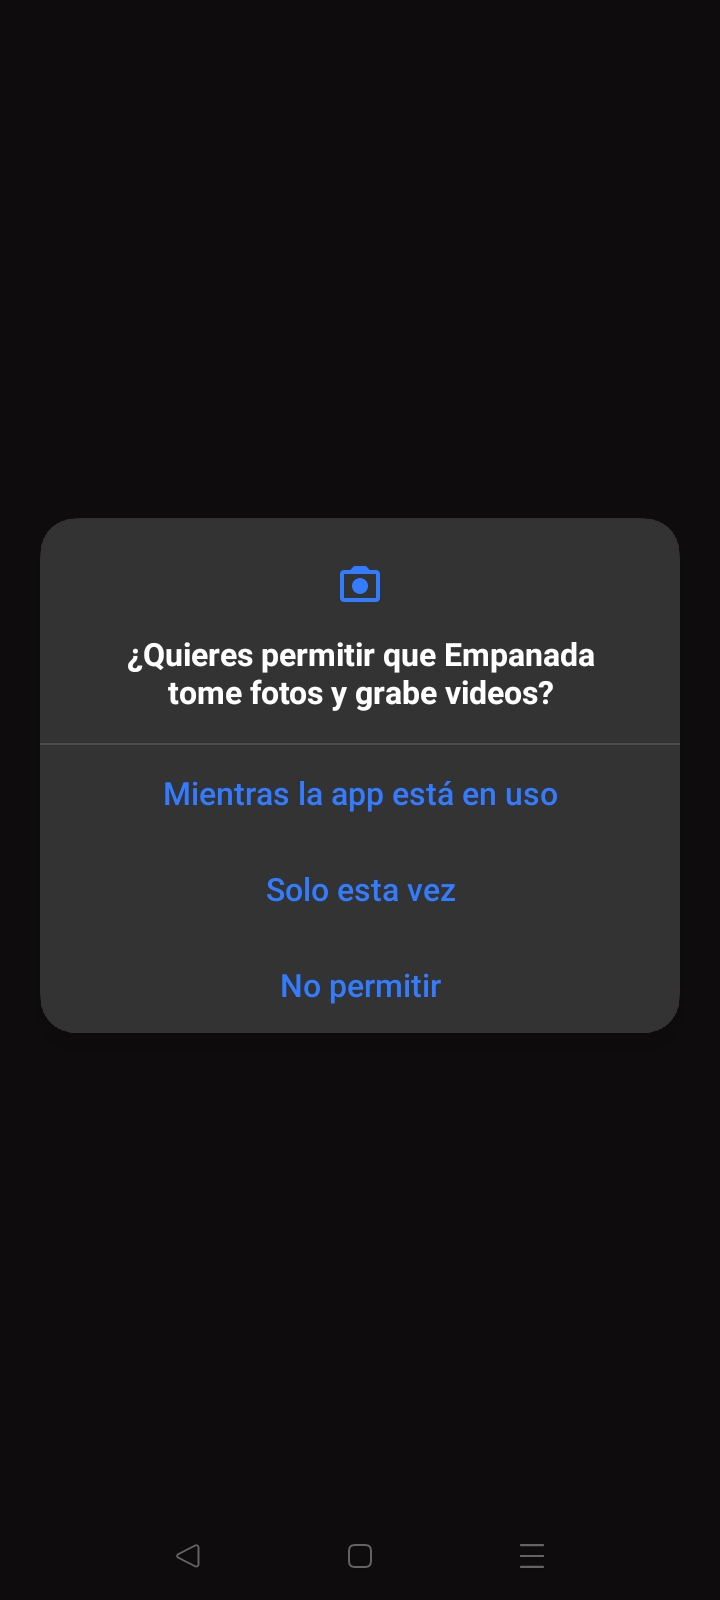 ¿Quieres permitir que Empanada
tome fotos y grabe videos?
Mientras la app está en uso
Solo esta vez
No permitir